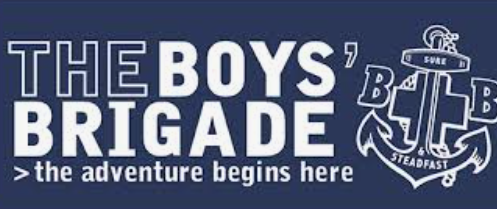 THE BOYS'
BRIGADE
> the adventure begins here
SURE
B B
&
STEADFAST